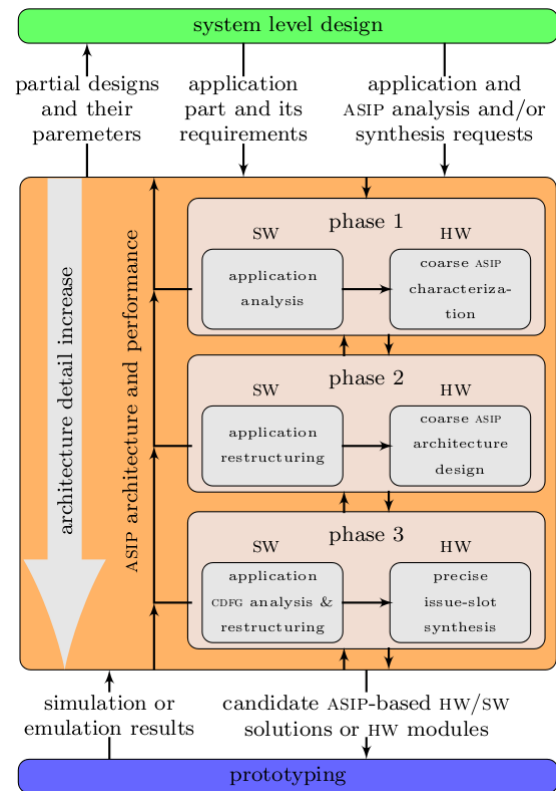 system level design
partial designs
and their
paremeters
application
part and its
requirements
application and
ASIP analysis and/or
synthesis requests
architecture detail increase
ASIP architecture and performance
phase 1
SW
HW
application
analysis
coarse ASIP
characteriza-
tion
phase 2
SW
HW
application
restructuring
coarse ASIP
architecture
design
phase 3
SW
HW
application
CDFG analysis &
restructuring
precise
issue-slot
synthesis
simulation or
emulation results
candidate ASIP-based HW/SW
solutions or HW modules
prototyping